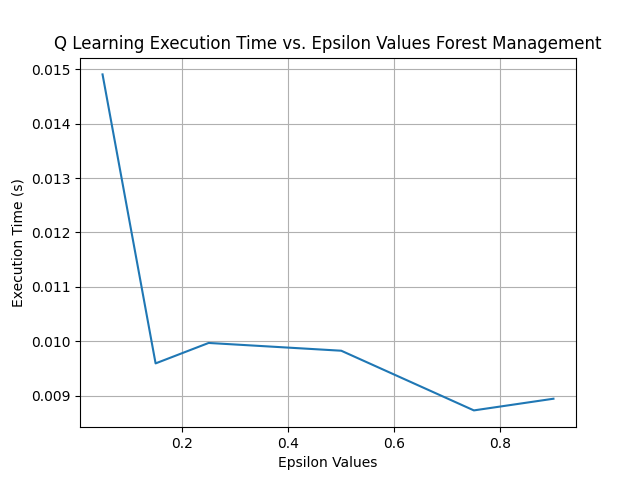 Q Learning Execution Time vs. Epsilon Values Forest Management
0.015
0.014
0.013
0.012
0.011
0.010
0.009
Execution Time (s)
0.2 0.4 0.6 0.8
Epsilon Values